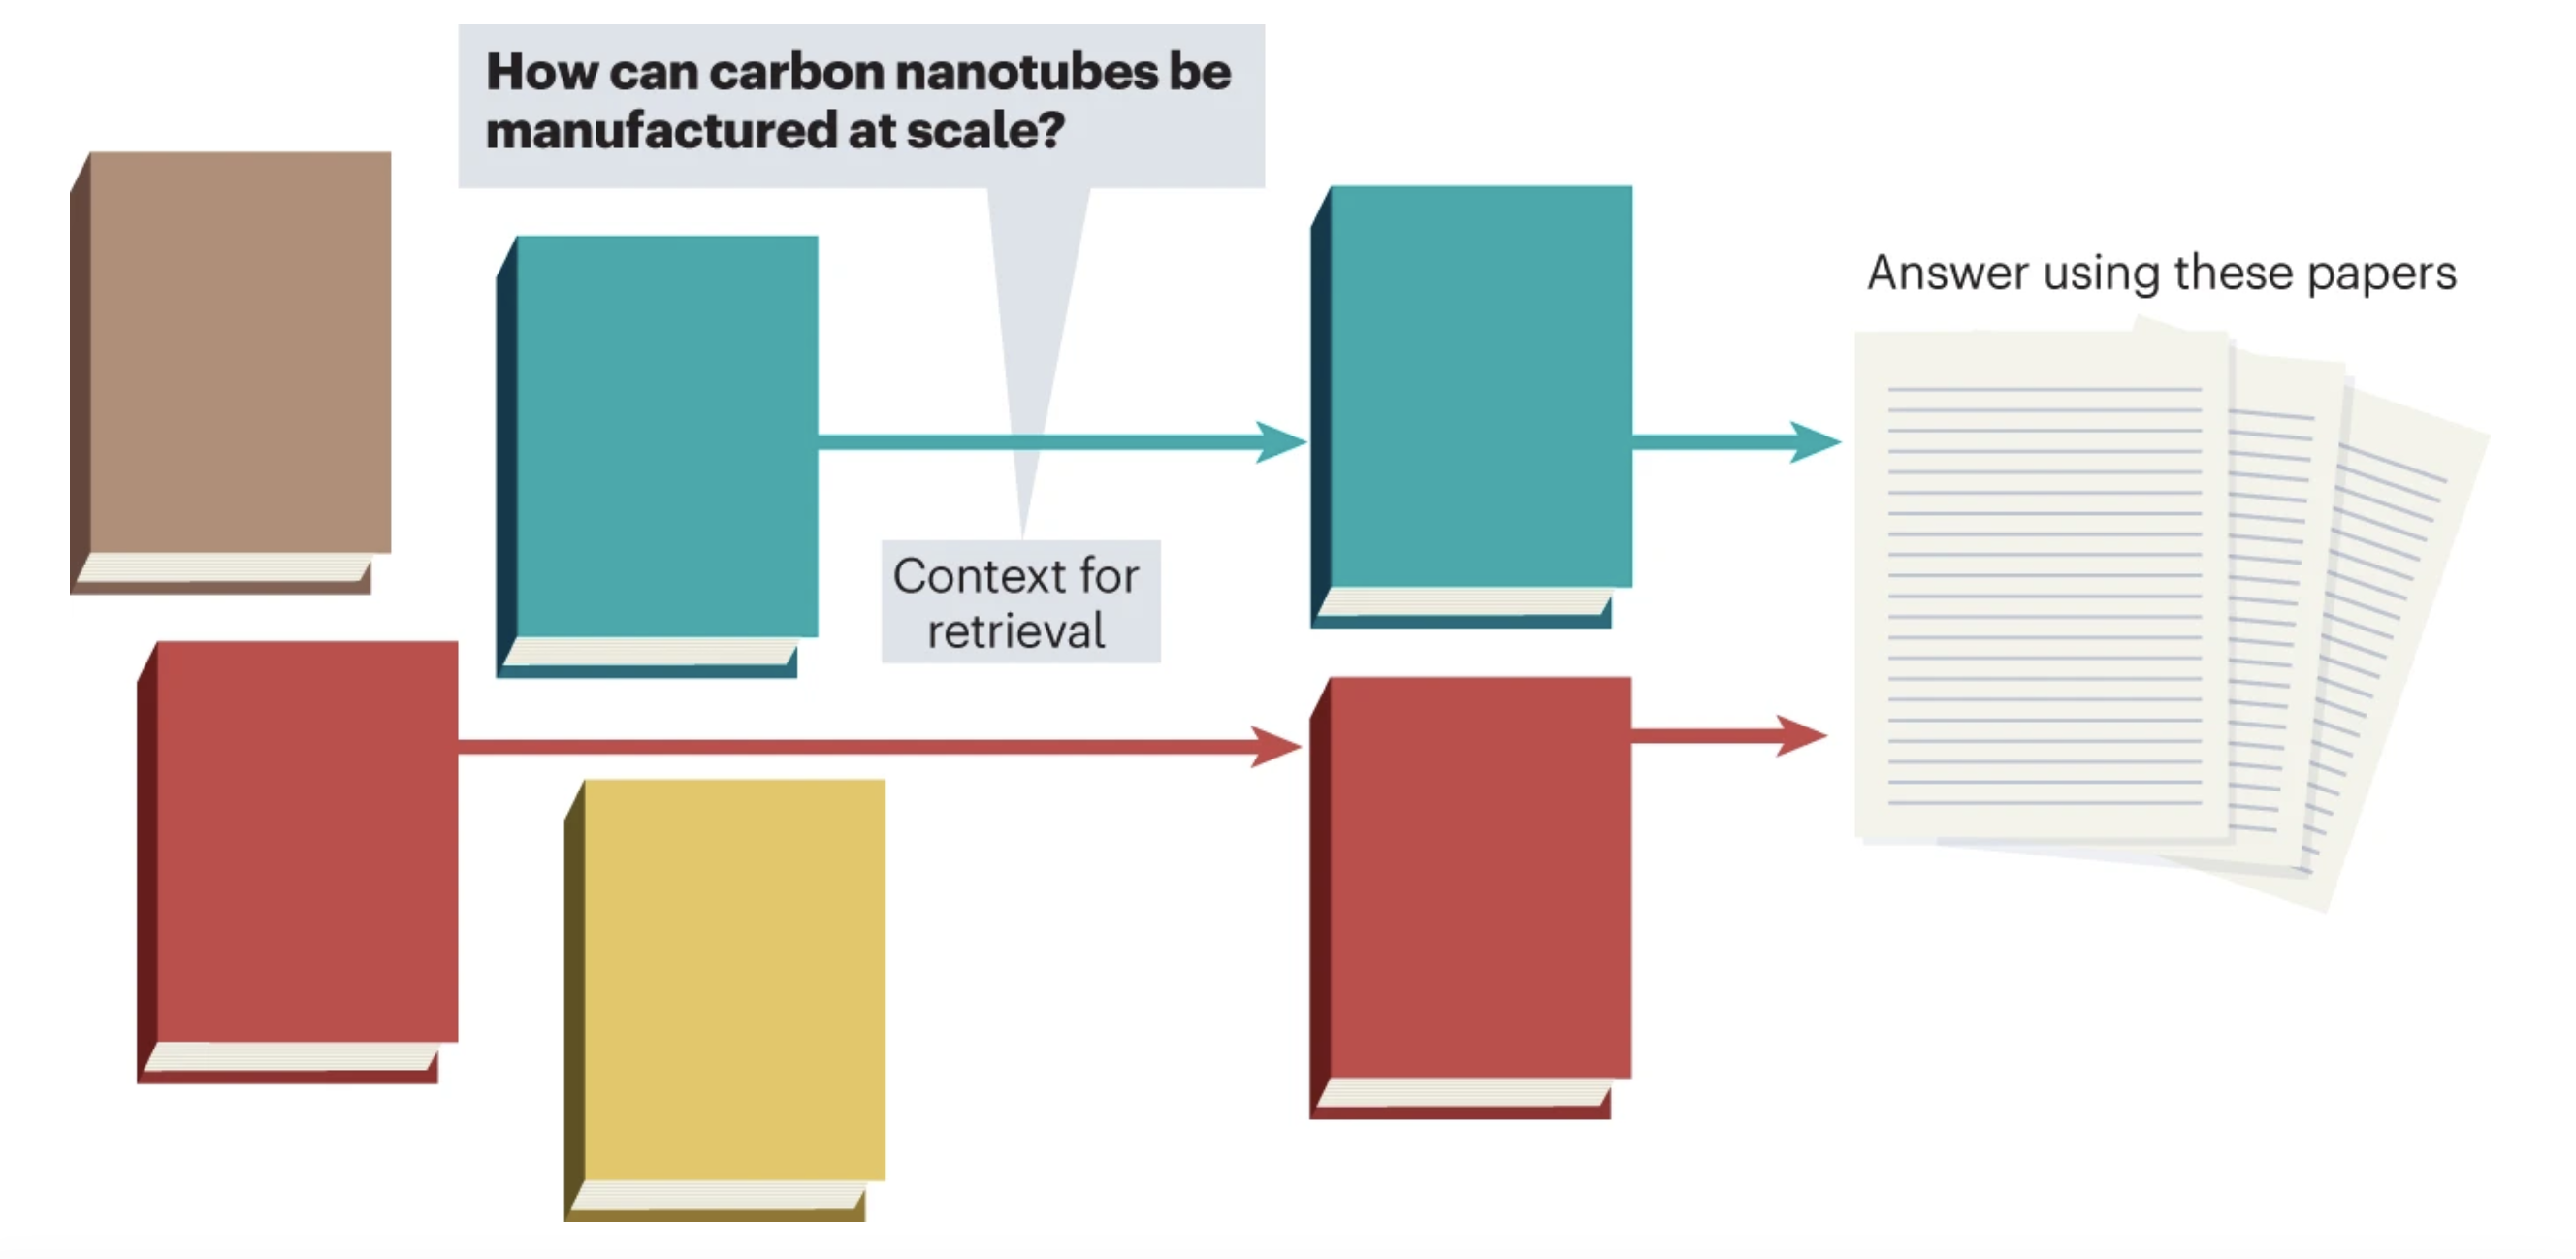 How can carbon nanotubes be
manufactured at scale?
Answer using these papers
Context for
retrieval